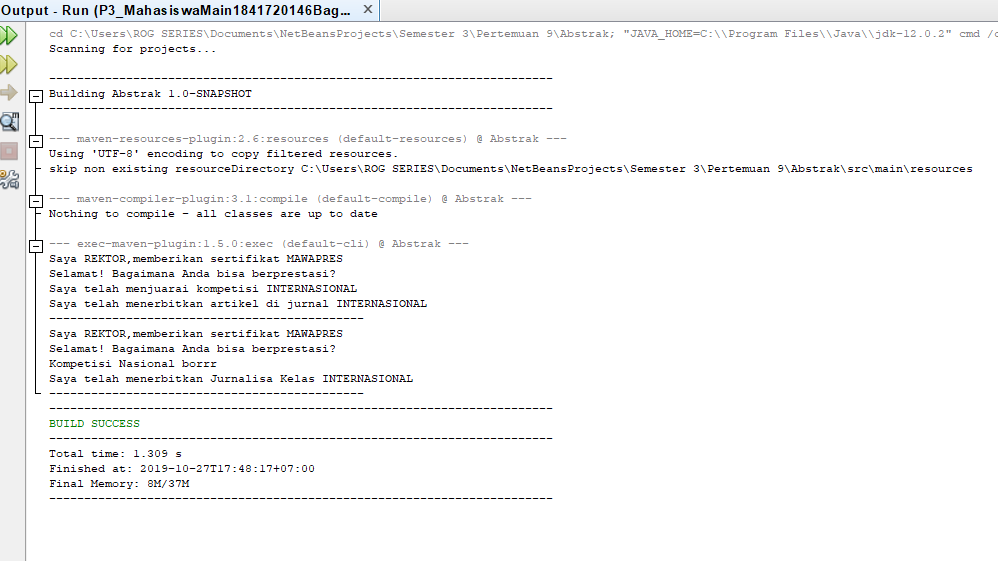 Output - Run (P3_MahasiswaMain1841720146Bag...
cd C:\Users\ROG SERIES\Documents\NetBeansProjects\Semester 3\Pertemuan 9\Abstrak; "JAVA_HOME=C:\\Program Files\\Java\\jdk-12.0.2" cmd /c
Scanning for projects...
------------------------------------------------------------------------
Building Abstrak 1.0-SNAPSHOT
------------------------------------------------------------------------
--- maven-resources-plugin:2.6:resources (default-resources) @ Abstrak ---
Using 'UTF-8' encoding to copy filtered resources.
skip non existing resourceDirectory C:\Users\ROG SERIES\Documents\NetBeansProjects\Semester 3\Pertemuan 9\Abstrak\src\main\resources
--- maven-compiler-plugin:3.1:compile (default-compile) @ Abstrak ---
Nothing to compile - all classes are up to date
--- exec-maven-plugin:1.5.0:exec (default-cli) @ Abstrak ---
Saya REKTOR,memberikan sertifikat MAWAPRES
Selamat! Bagaimana Anda bisa berprestasi?
Saya telah menjuarai kompetisi INTERNASIONAL
Saya telah menerbitkan artikel di jurnal INTERNASIONAL
---------------------------------------------
Saya REKTOR,memberikan sertifikat MAWAPRES
Selamat! Bagaimana Anda bisa berprestasi?
Kompetisi Nasional borrr
Saya telah menerbitkan Jurnalisa Kelas INTERNASIONAL
---------------------------------------------
------------------------------------------------------------------------
BUILD SUCCESS
------------------------------------------------------------------------
Total time: 1.309 s
Finished at: 2019-10-27T17:48:17+07:00
Final Memory: 8M/37M
------------------------------------------------------------------------